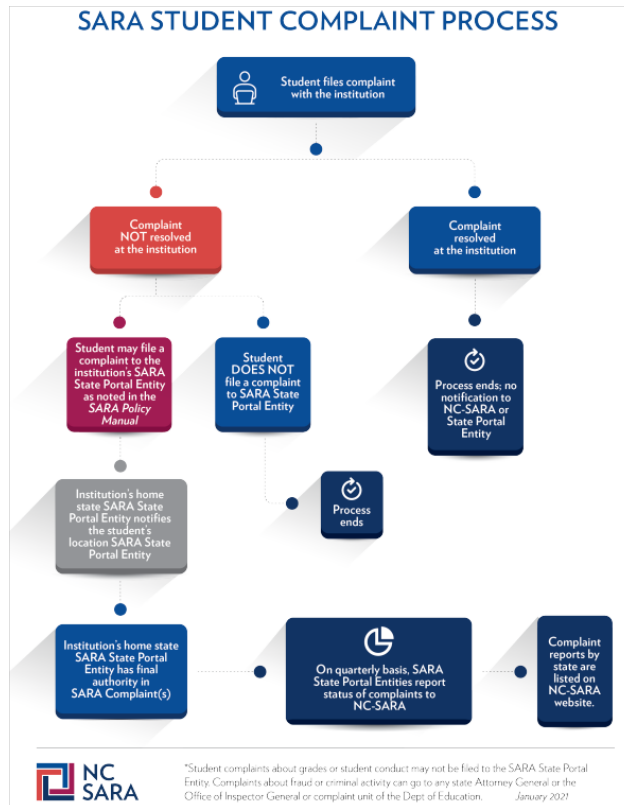 SARA STUDENT COMPLAINT PROCESS
Student files complaint
with the institution
Complaint
NOT resolved
at the institution
Complaint
resolved
at the institution
Student may file a
complaint to the
institution's SARA
State Portal Entity
as noted in the
SARA Policy
Manual
Student
DOES NOT
file a complaint
to SARA State
Portal Entity
Process ends; no
notification to
NC-SARA or
State Portal
Entity
Institution's home
state SARA State
Portal Entity notifies
the student's
location SARA State
Portal Entity
Process
ends
Institution's home state
SARA State Portal
Entity has final
authority in
SARA Complaint(s)
On quarterly basis, SARA
State Portal Entities report
status of complaints to
NC-SARA
Complaint
reports by
state are
listed on
NC-SARA
website.
NC
SARA
*Student complaints about grades or student conduct may not be filed to the SARA State Portal
Entity. Complaints about fraud or criminal activity can go to any state Attorney General or the
Office of Inspector General or complaint unit of the Dept of Education. January 2021